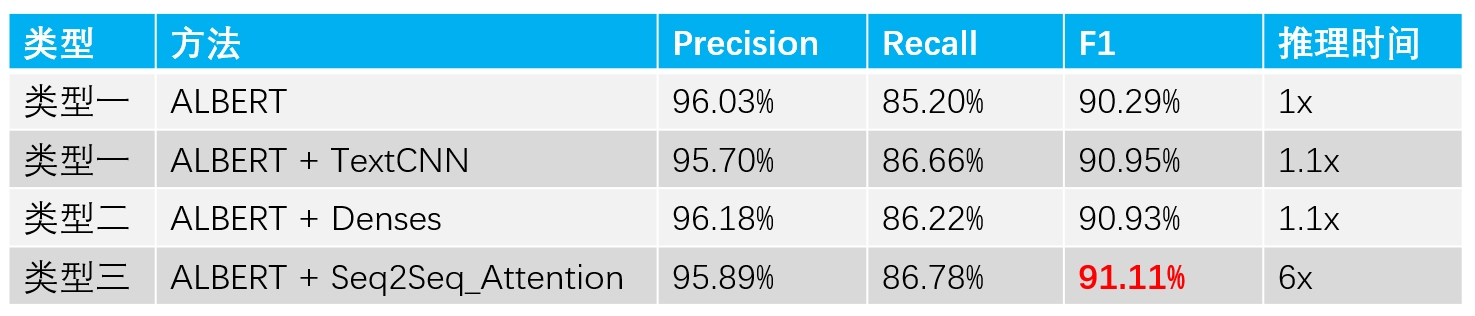 类型 方法 Precision Recall F1 推理时间
类型一 ALBERT 96.03% 85.20% 90.29% 1x
类型一 ALBERT + TextCNN 95.70% 86.66% 90.95% 1.1x
类型二 ALBERT + Denses 96.18% 86.22% 90.93% 1.1x
类型三 ALBERT + Seq2Seq_Attention 95.89% 86.78% 91.11% 6x